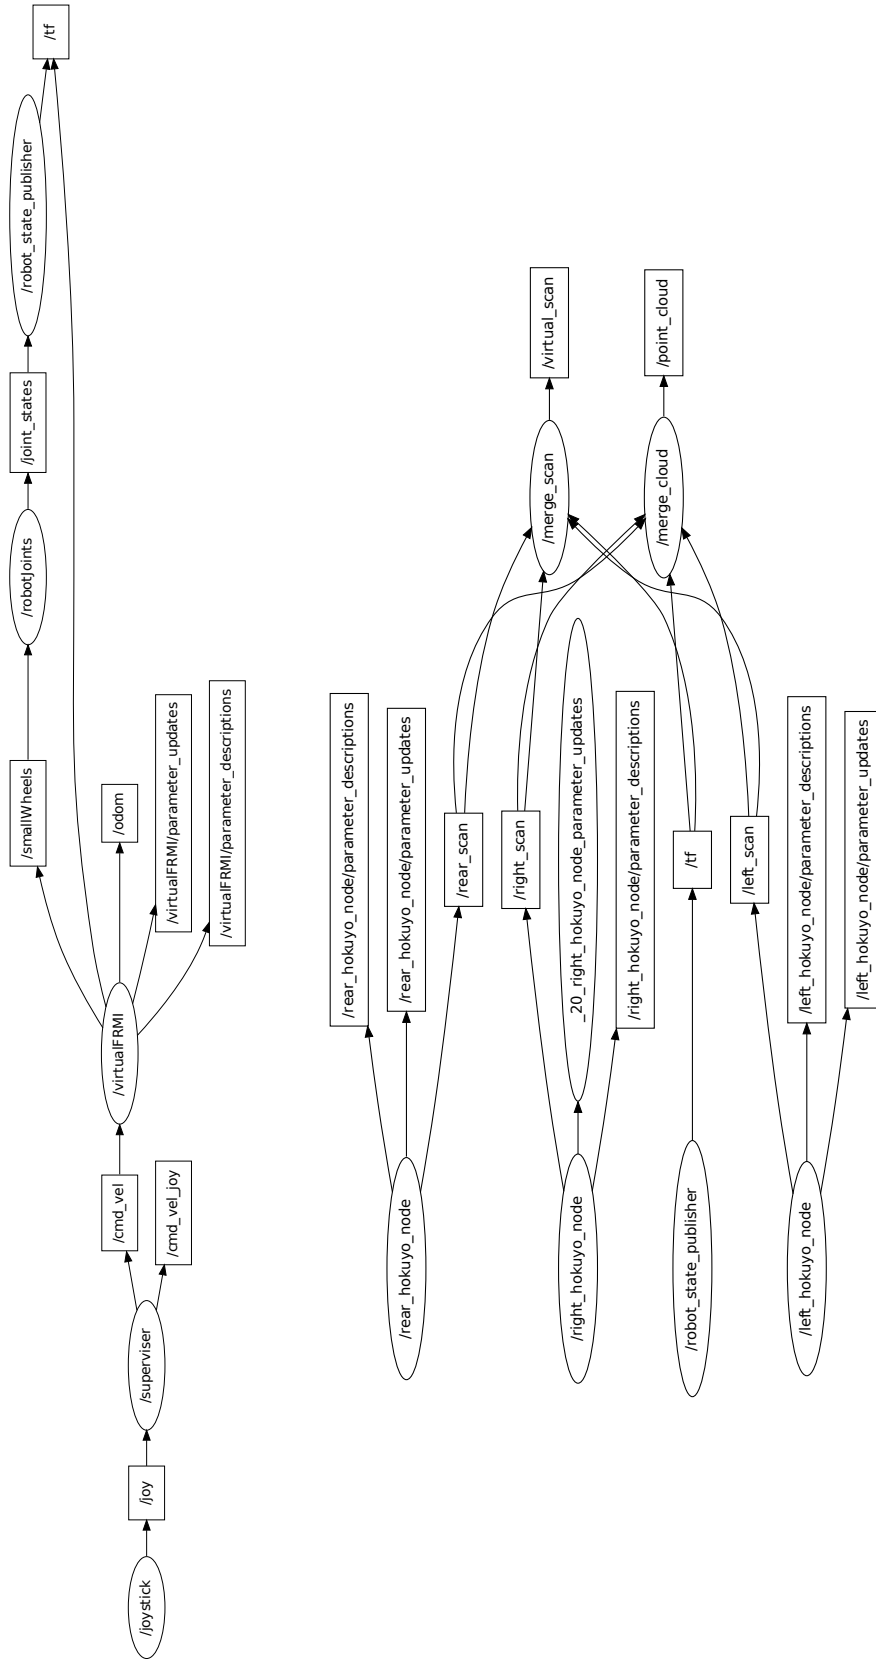 /joystick
/joy
/superviser
/cmd_vel
/cmd_vel_joy
/virtualFRMI
/smallWheels
/odom
/virtualFRMI/parameter_updates
/virtualFRMI/parameter_descriptions
/robotJoints
/joint_states
/robot_state_publisher
/tf
/rear_hokuyo_node
/rear_hokuyo_node/parameter_descriptions
/rear_hokuyo_node/parameter_updates
/rear_scan
/right_hokuyo_node
/right_scan
_20_right_hokuyo_node_parameter_updates
/right_hokuyo_node/parameter_descriptions
/robot_state_publisher
/tf
/left_hokuyo_node
/left_scan
/left_hokuyo_node/parameter_descriptions
/left_hokuyo_node/parameter_updates
/merge_scan
/merge_cloud
/virtual_scan
/point_cloud